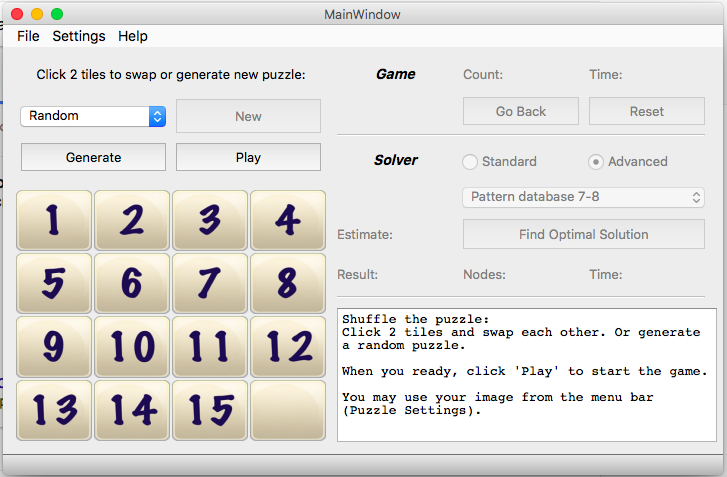 MainWindow
File Settings Help
Click 2 tiles to swap or generate new puzzle:
Random
New
Generate
Play
1 2 3 4
5 6 7 8
9 10 11 12
13 14 15
Game
Count:
Time:
Go Back
Reset
Solver
Standard
Advanced
Pattern database 7-8
Estimate:
Find Optimal Solution
Result:
Nodes:
Time:
Shuffle the puzzle:
Click 2 tiles and swap each other. Or generate
a random puzzle.
When you ready, click 'Play' to start the game.
You may use your image from the menu bar
(Puzzle Settings).